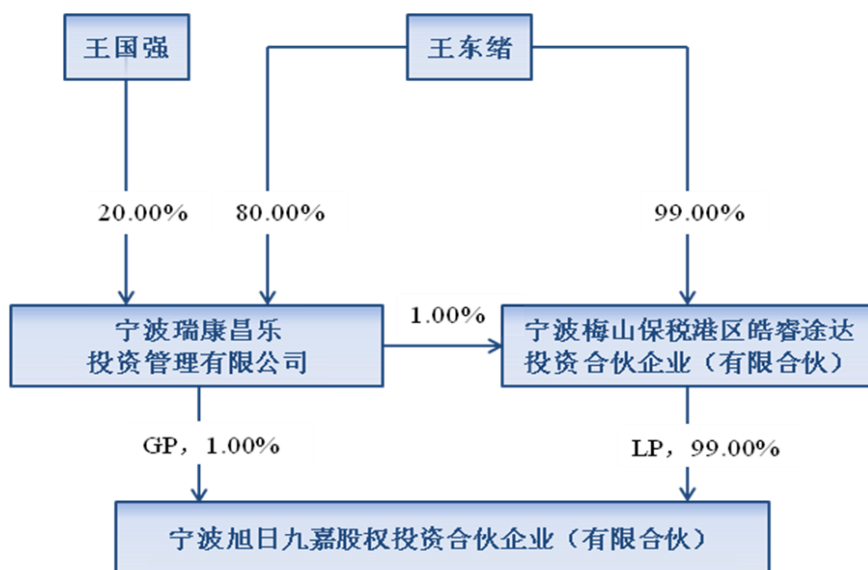 王国强
王东绪
20.00%
80.00%
99.00%
宁波瑞康昌乐
投资管理有限公司
1.00%
宁波梅山保税港区皓睿途达
投资合伙企业（有限合伙）
GP，1.00%
LP，99.00%
宁波旭日九嘉股权投资合伙企业（有限合伙）